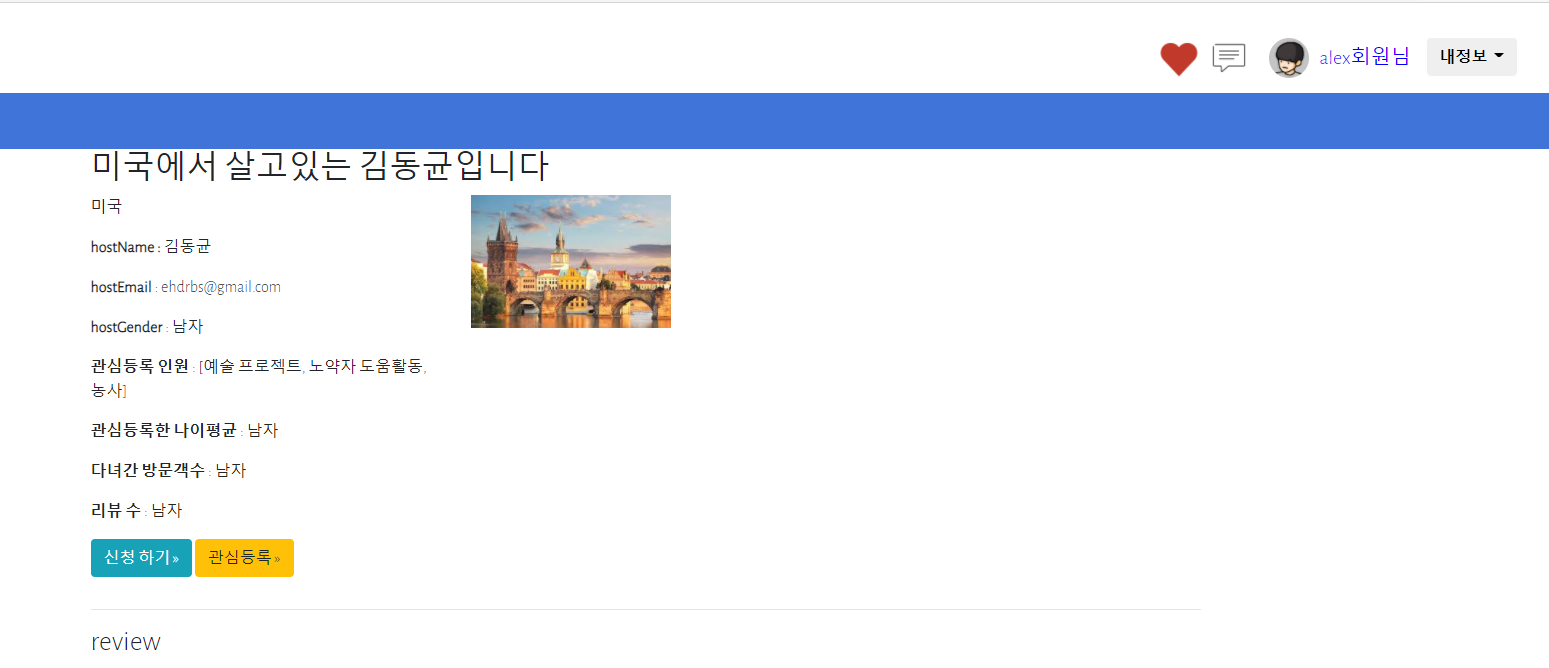 alex회원님
내정보
미국에서 살고있는 김동균입니다
미국
hostName : 김동균
hostEmail : ehdrbs@gmail.com
hostGender : 남자
관심등록 인원 : [예술 프로젝트, 노약자 도움활동,
농사]
관심등록한 나이평균 : 남자
다녀간 방문객수 : 남자
리뷰 수 : 남자
신청 하기 »
관심등록 »
review